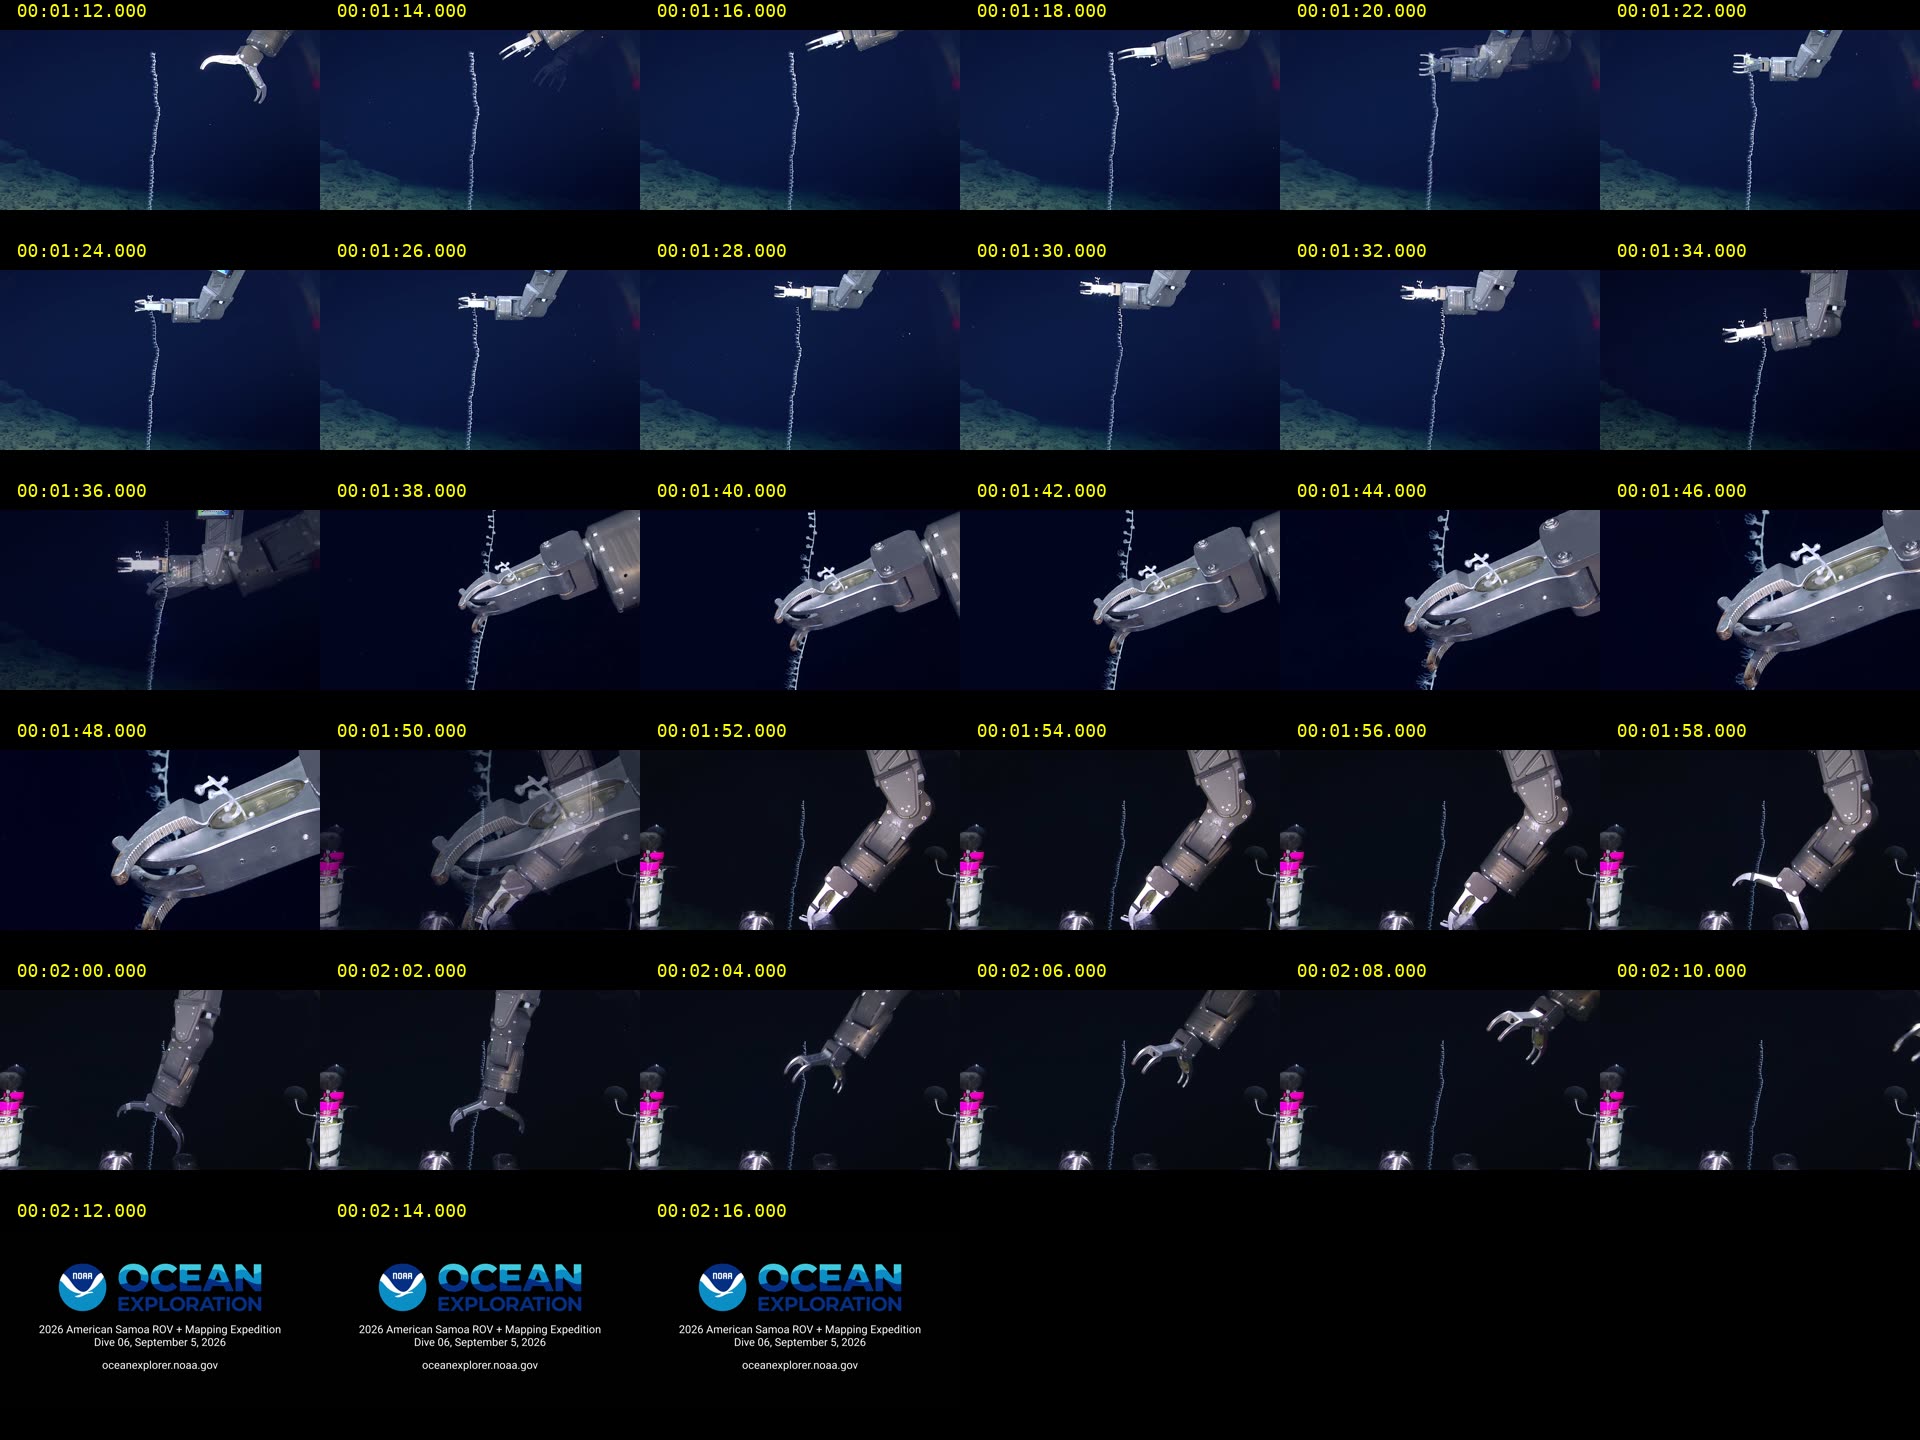 00:01:12.000 00:01:14.000 00:01:16.000 00:01:18.000 00:01:20.000 00:01:22.000
00:01:24.000 00:01:26.000 00:01:28.000 00:01:30.000 00:01:32.000 00:01:34.000
00:01:36.000 00:01:38.000 00:01:40.000 00:01:42.000 00:01:44.000 00:01:46.000
00:01:48.000 00:01:50.000 00:01:52.000 00:01:54.000 00:01:56.000 00:01:58.000
00:02:00.000 00:02:02.000 00:02:04.000 00:02:06.000 00:02:08.000 00:02:10.000
00:02:12.000 00:02:14.000 00:02:16.000
NOAA
OCEAN
EXPLORATION
2026 American Samoa ROV + Mapping Expedition
Dive 06, September 5, 2026
oceanexplorer.noaa.gov
NOAA
OCEAN
EXPLORATION
2026 American Samoa ROV + Mapping Expedition
Dive 06, September 5, 2026
oceanexplorer.noaa.gov
NOAA
OCEAN
EXPLORATION
2026 American Samoa ROV + Mapping Expedition
Dive 06, September 5, 2026
oceanexplorer.noaa.gov